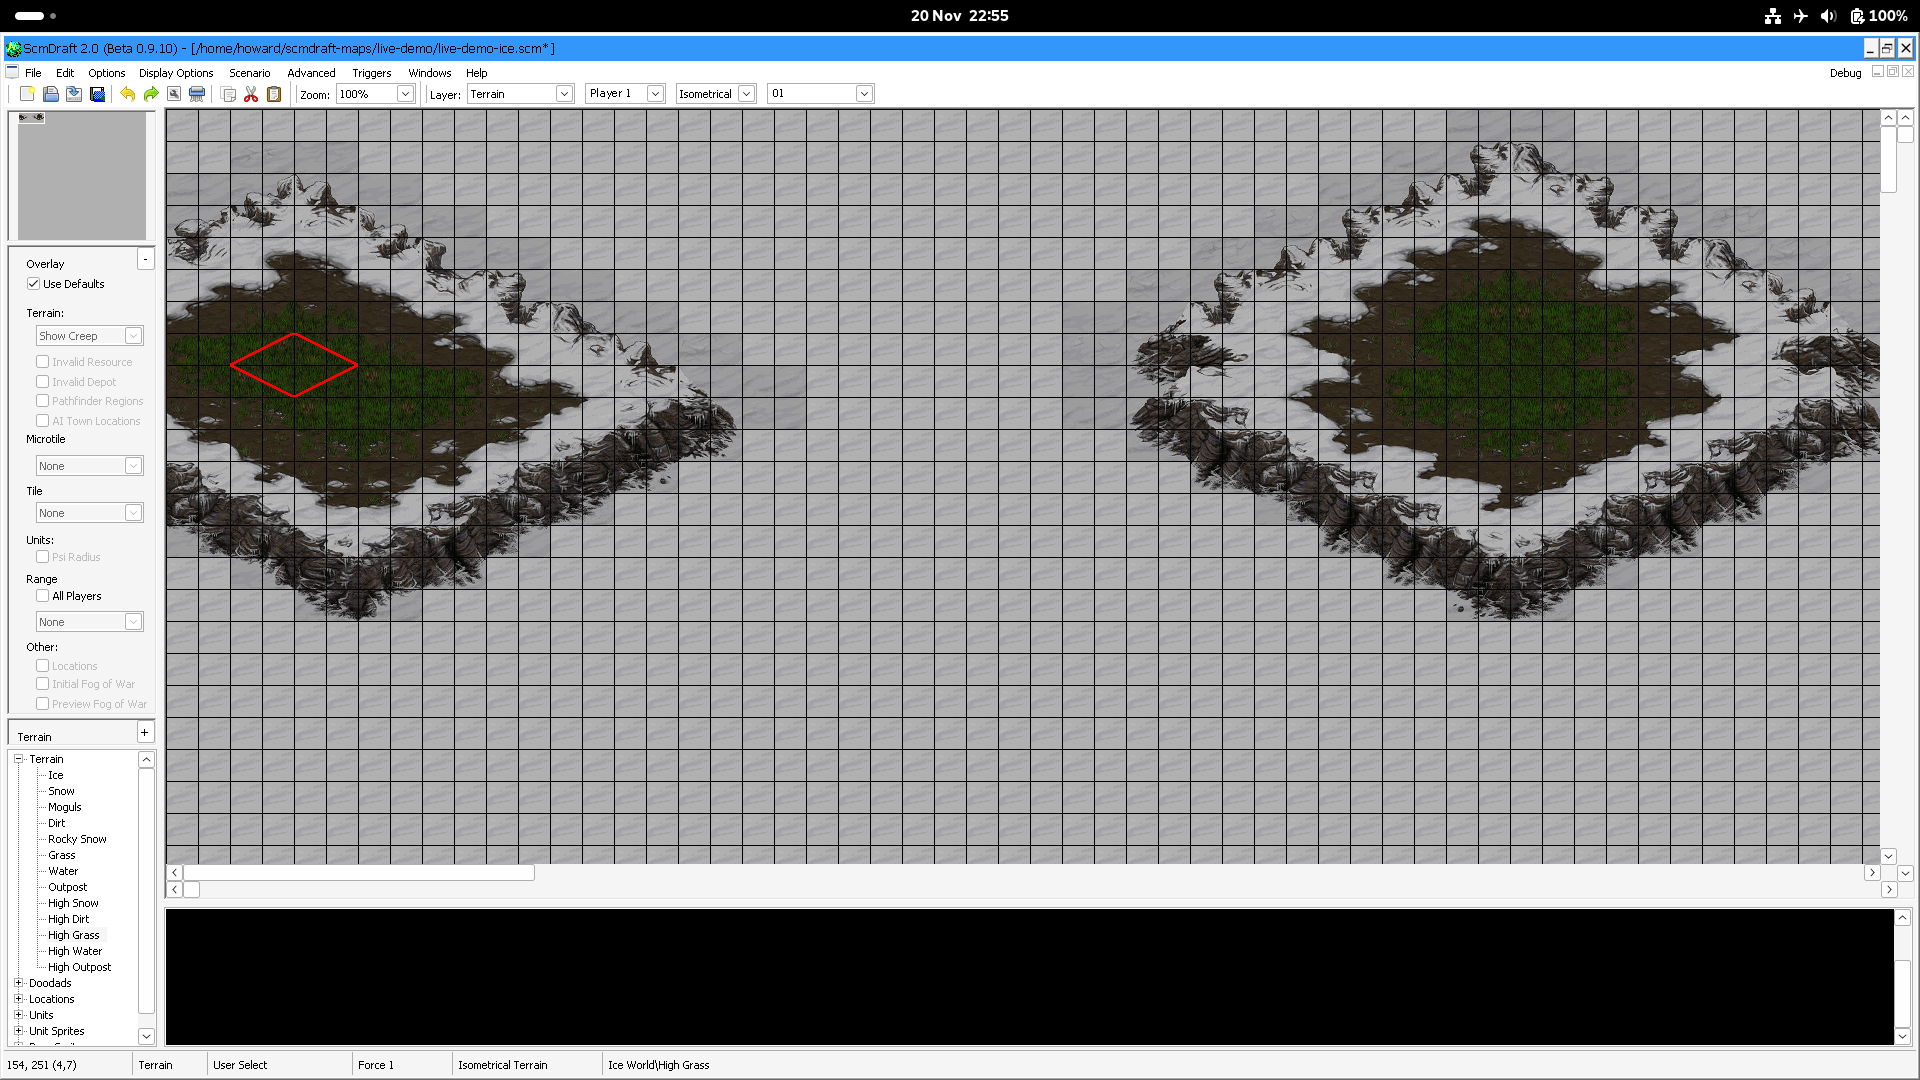 20 Nov 22:55
100%
ScmDraft 2.0 (Beta 0.9.10) - [/home/howard/scmdraft-maps/live-demo/live-demo-ice.scm*]
File Edit Options Display Options Scenario Advanced Triggers Windows Help Debug
Zoom: 100% Layer: Terrain Player 1 Isometrical 01
Overlay
Use Defaults
Terrain:
Show Creep
Invalid Resource
Invalid Depot
Pathfinder Regions
AI Town Locations
Microtile
None
Tile
None
Units:
Psi Radius
Range
All Players
None
Other:
Locations
Initial Fog of War
Preview Fog of War
Terrain
Terrain
Ice
Snow
Moguls
Dirt
Rocky Snow
Grass
Water
Outpost
High Snow
High Dirt
High Grass
High Water
High Outpost
Doodads
Locations
Units
Unit Sprites
154, 251 (4,7) Terrain User Select Force 1 Isometrical Terrain Ice World\High Grass